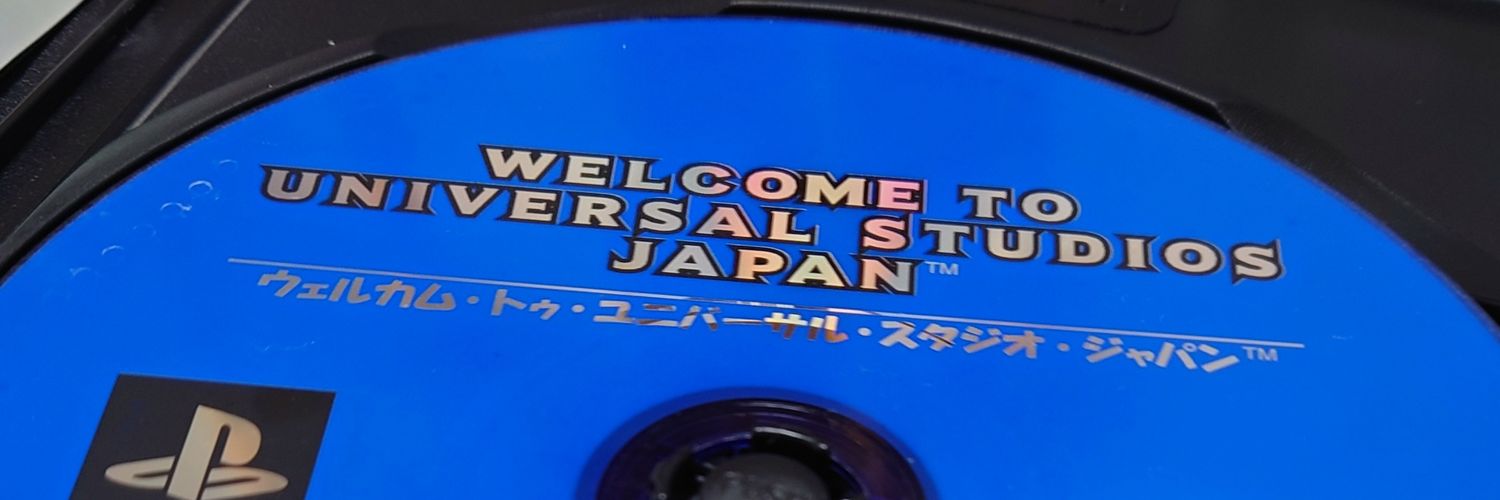 WELCOME TO
UNIVERSAL STUDIOS
JAPAN™
ウェルカム・トゥ・ユニバーサル・スタジオ・ジャパン™